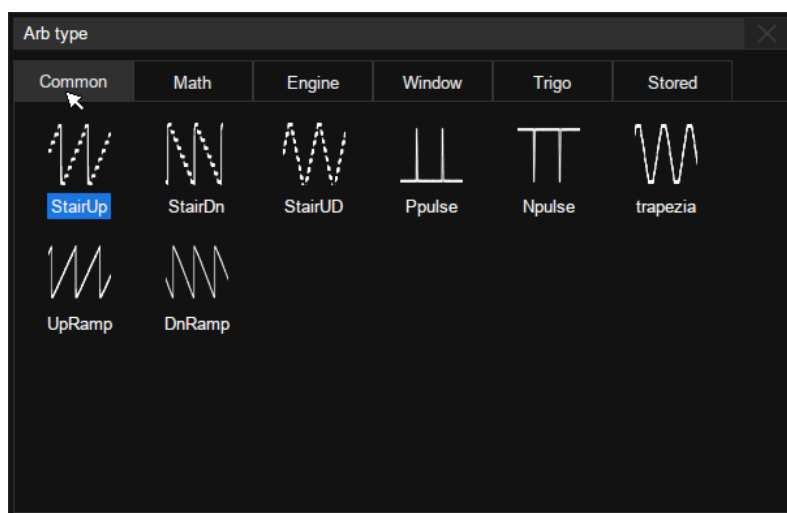 Arb type
Common Math Engine Window Trigo Stored
StairUp StairDn StairUD Ppulse Npulse trapezia
UpRamp DnRamp